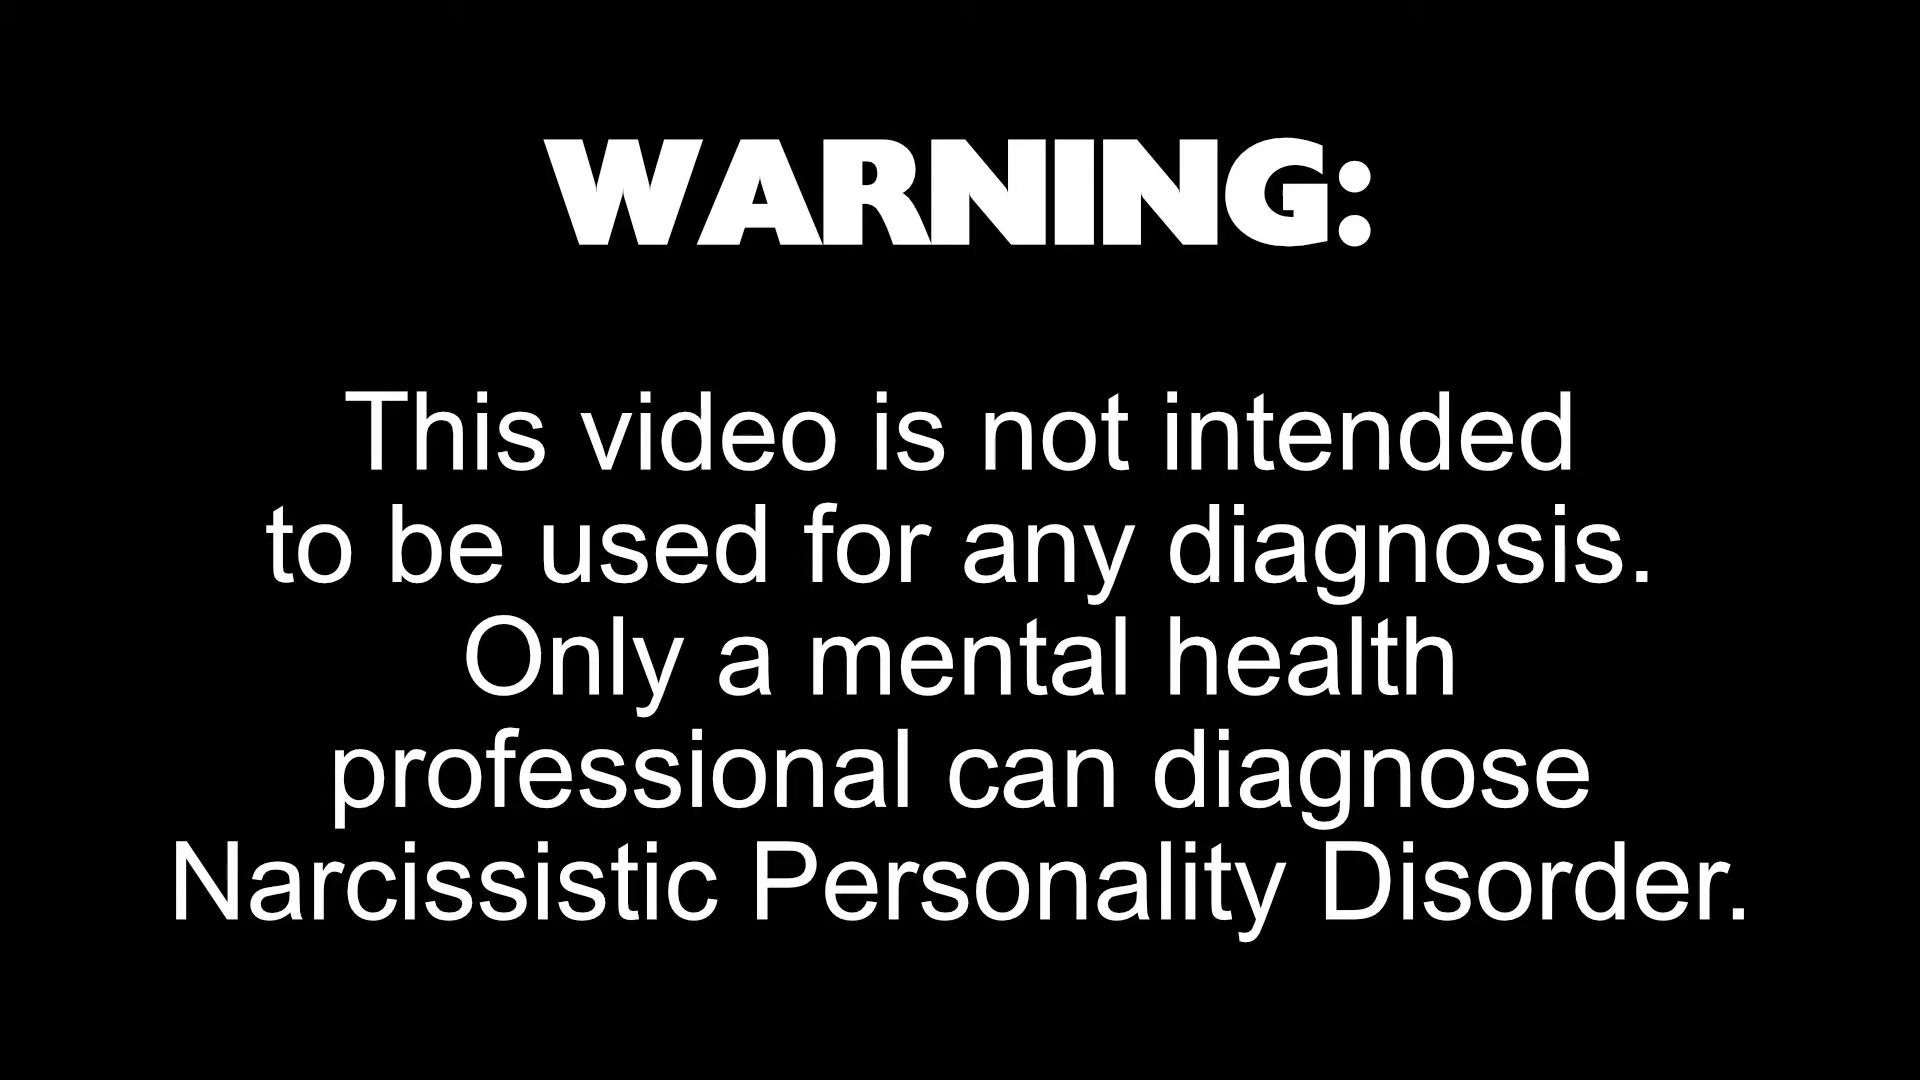 WARNING:
This video is not intended
to be used for any diagnosis.
Only a mental health
professional can diagnose
Narcissistic Personality Disorder.